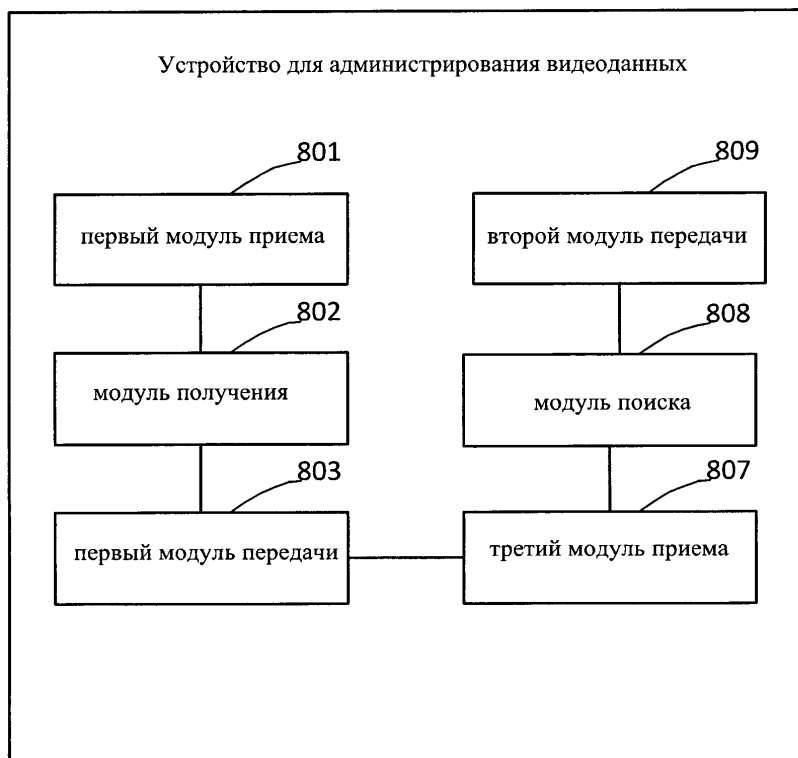 Устройство для администрирования видеоданных
801
первый модуль приема
802
модуль получения
803
первый модуль передачи
809
второй модуль передачи
808
модуль поиска
807
третий модуль приема